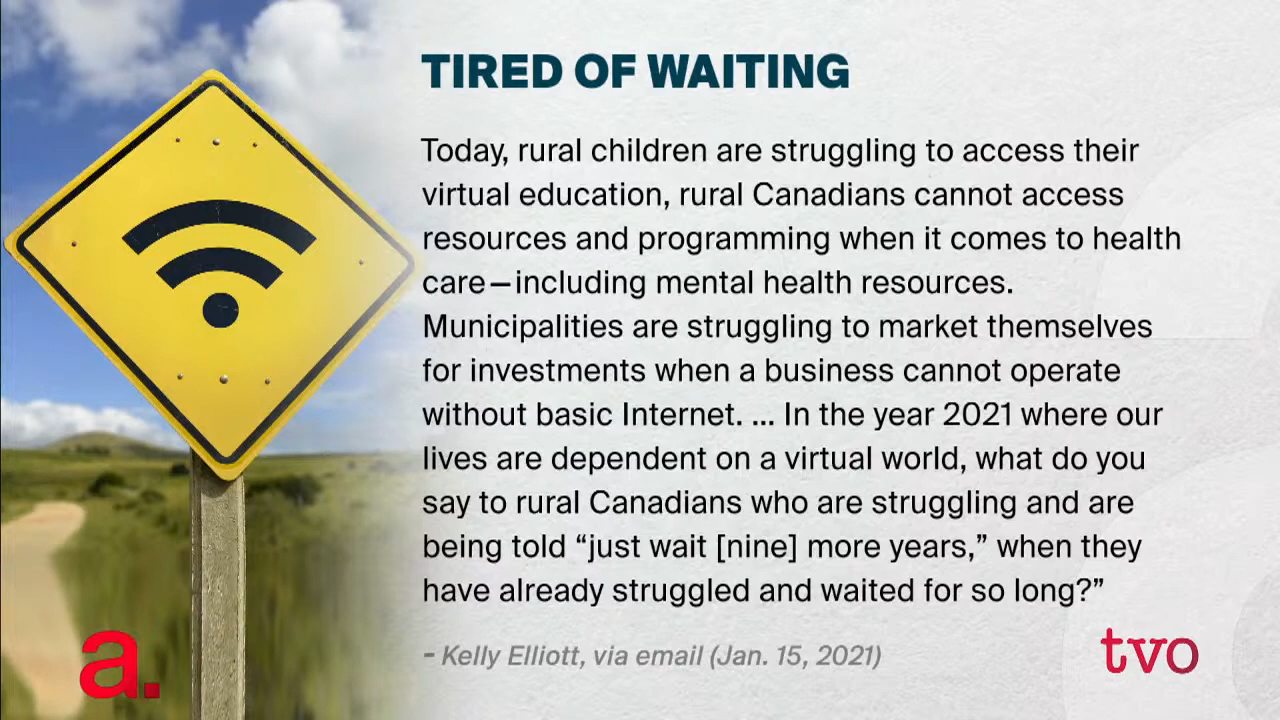 TIRED OF WAITING
Today, rural children are struggling to access their
virtual education, rural Canadians cannot access
resources and programming when it comes to health
care—including mental health resources.
Municipalities are struggling to market themselves
for investments when a business cannot operate
without basic Internet. ... In the year 2021 where our
lives are dependent on a virtual world, what do you
say to rural Canadians who are struggling and are
being told “just wait [nine] more years,” when they
have already struggled and waited for so long?”
- Kelly Elliott, via email (Jan. 15, 2021)
a.
tvo